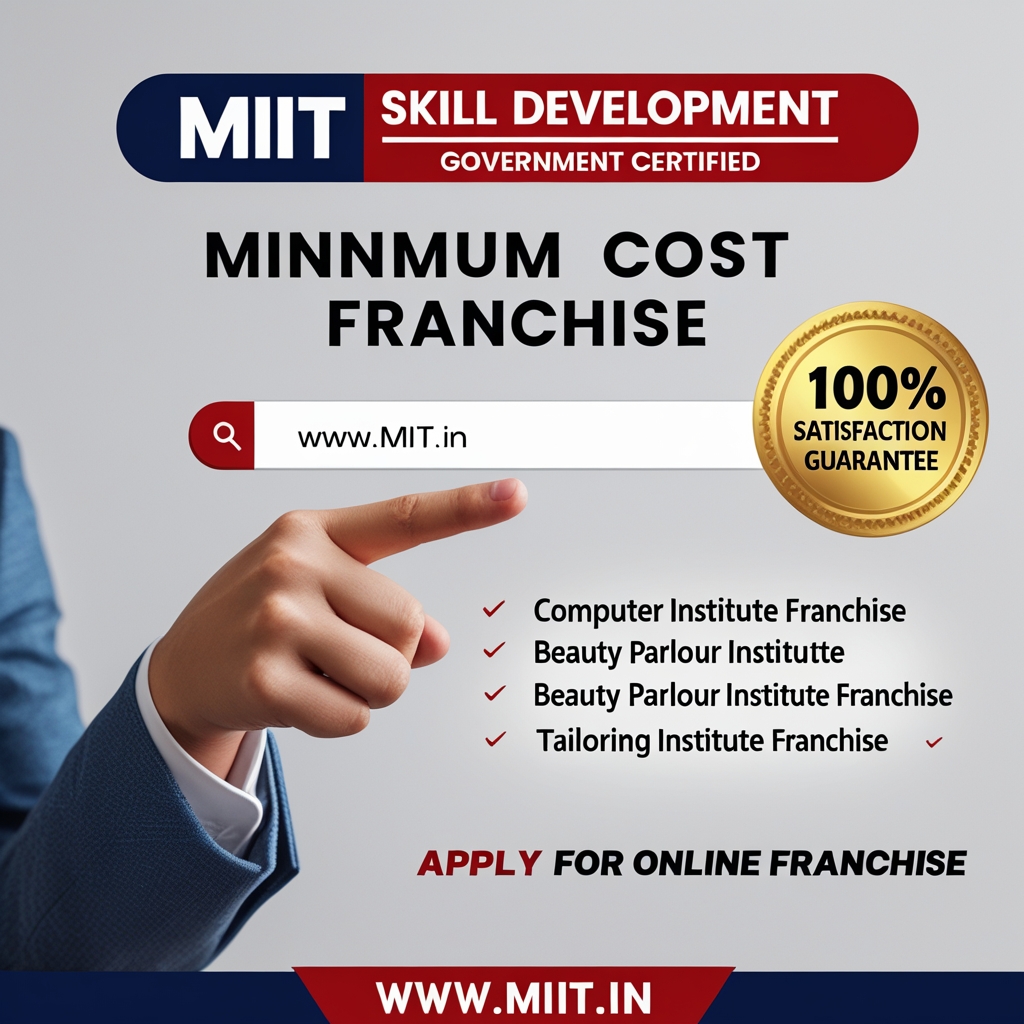 MIIT
SKILL DEVELOPMENT
GOVERNMENT CERTIFIED
MINNMUM COST
FRANCHISE
www.MIT.in
100%
SATISFACTION
GUARANTEE
Computer Institute Franchise
Beauty Parlour Institutte
Beauty Parlour Institute Franchise
Tailoring Institute Franchise
APPLY FOR ONLINE FRANCHISE
WWW.MIIT.IN